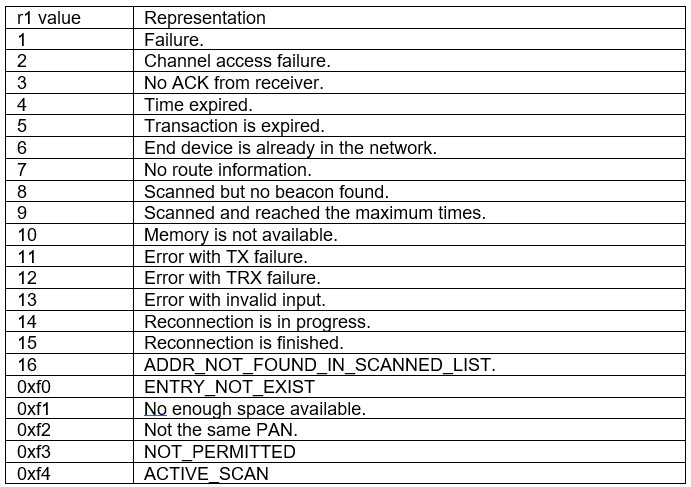 r1 value Representation
1 Failure.
2 Channel access failure.
3 No ACK from receiver.
4 Time expired.
5 Transaction is expired.
6 End device is already in the network.
7 No route information.
8 Scanned but no beacon found.
9 Scanned and reached the maximum times.
10 Memory is not available.
11 Error with TX failure.
12 Error with TRX failure.
13 Error with invalid input.
14 Reconnection is in progress.
15 Reconnection is finished.
16 ADDR_NOT_FOUND_IN_SCANNED_LIST.
0xf0 ENTRY_NOT_EXIST
0xf1 No enough space available.
0xf2 Not the same PAN.
0xf3 NOT_PERMITTED
0xf4 ACTIVE_SCAN